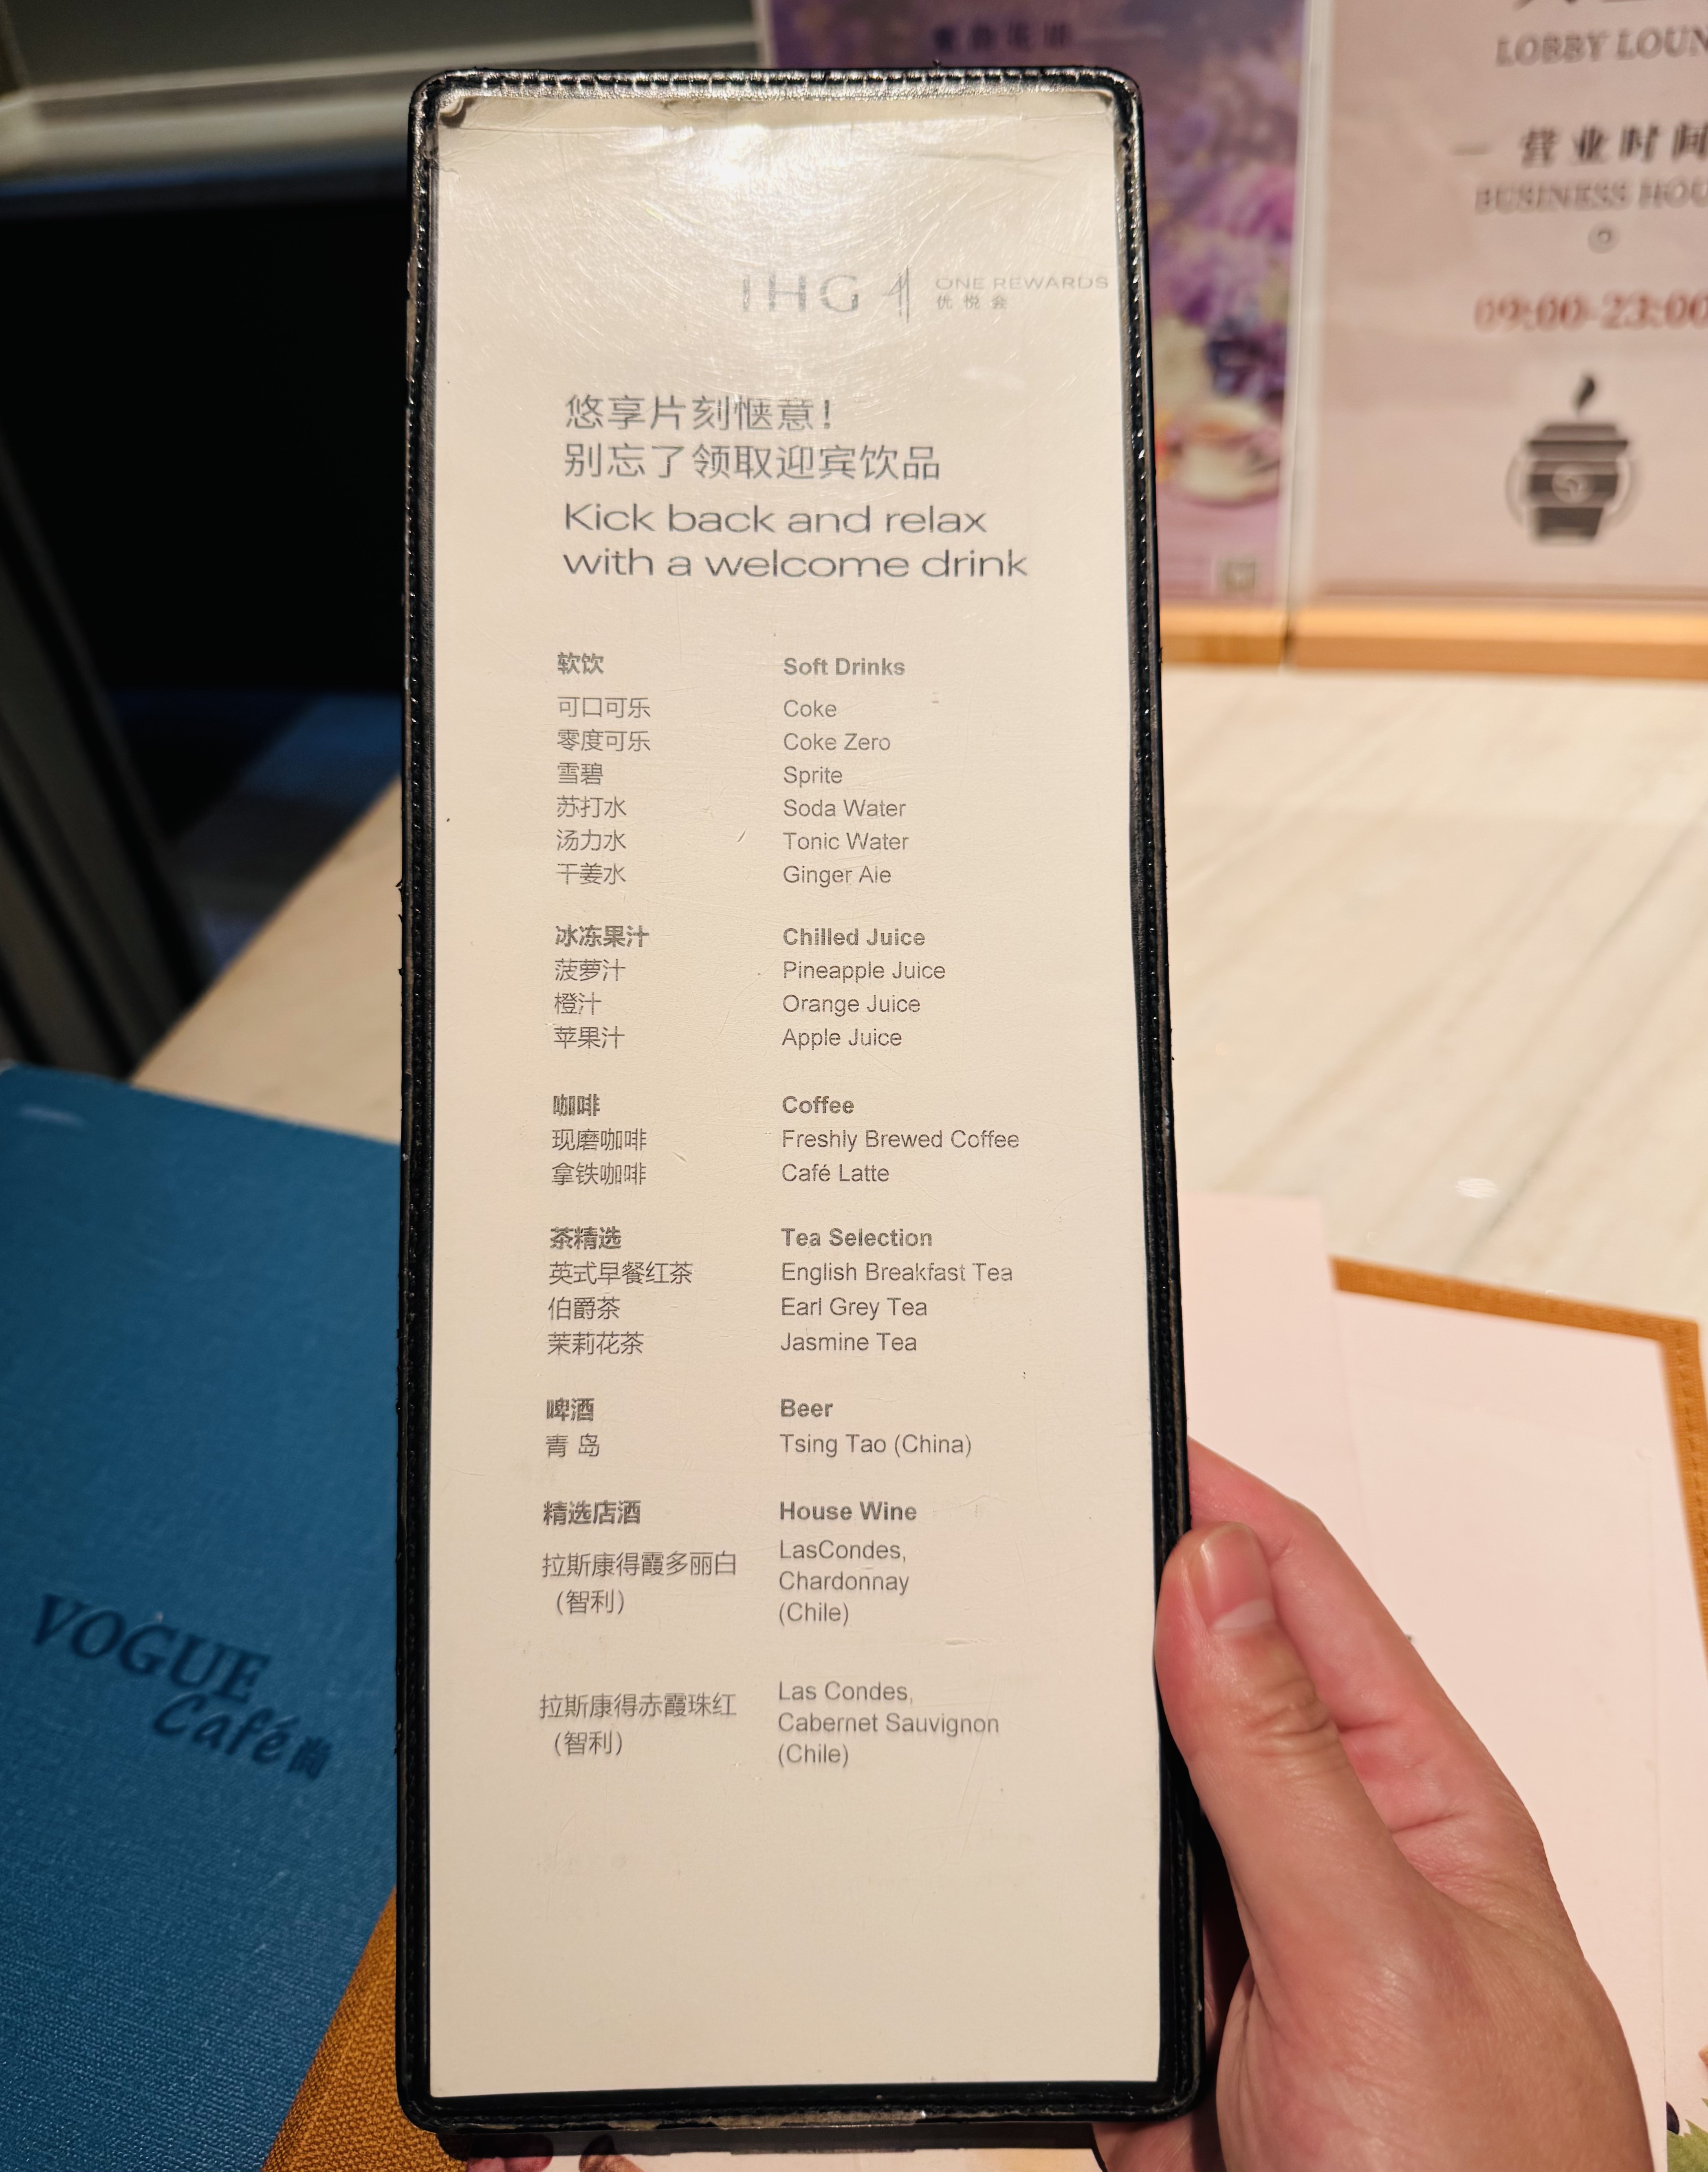 LOBBY LOUN
— 营业时间
BUSINESS HOU
09:00-23:00
IHG ONE REWARDS
优悦会
悠享片刻惬意！
别忘了领取迎宾饮品
Kick back and relax
with a welcome drink
软饮 Soft Drinks
可口可乐 Coke
零度可乐 Coke Zero
雪碧 Sprite
苏打水 Soda Water
汤力水 Tonic Water
干姜水 Ginger Ale
冰冻果汁 Chilled Juice
菠萝汁 Pineapple Juice
橙汁 Orange Juice
苹果汁 Apple Juice
咖啡 Coffee
现磨咖啡 Freshly Brewed Coffee
拿铁咖啡 Café Latte
茶精选 Tea Selection
英式早餐红茶 English Breakfast Tea
伯爵茶 Earl Grey Tea
茉莉花茶 Jasmine Tea
啤酒 Beer
青 岛 Tsing Tao (China)
精选店酒 House Wine
拉斯康得霞多丽白
（智利）
LasCondes,
Chardonnay
(Chile)
拉斯康得赤霞珠红
（智利）
Las Condes,
Cabernet Sauvignon
(Chile)
VOGUE
Café 尚